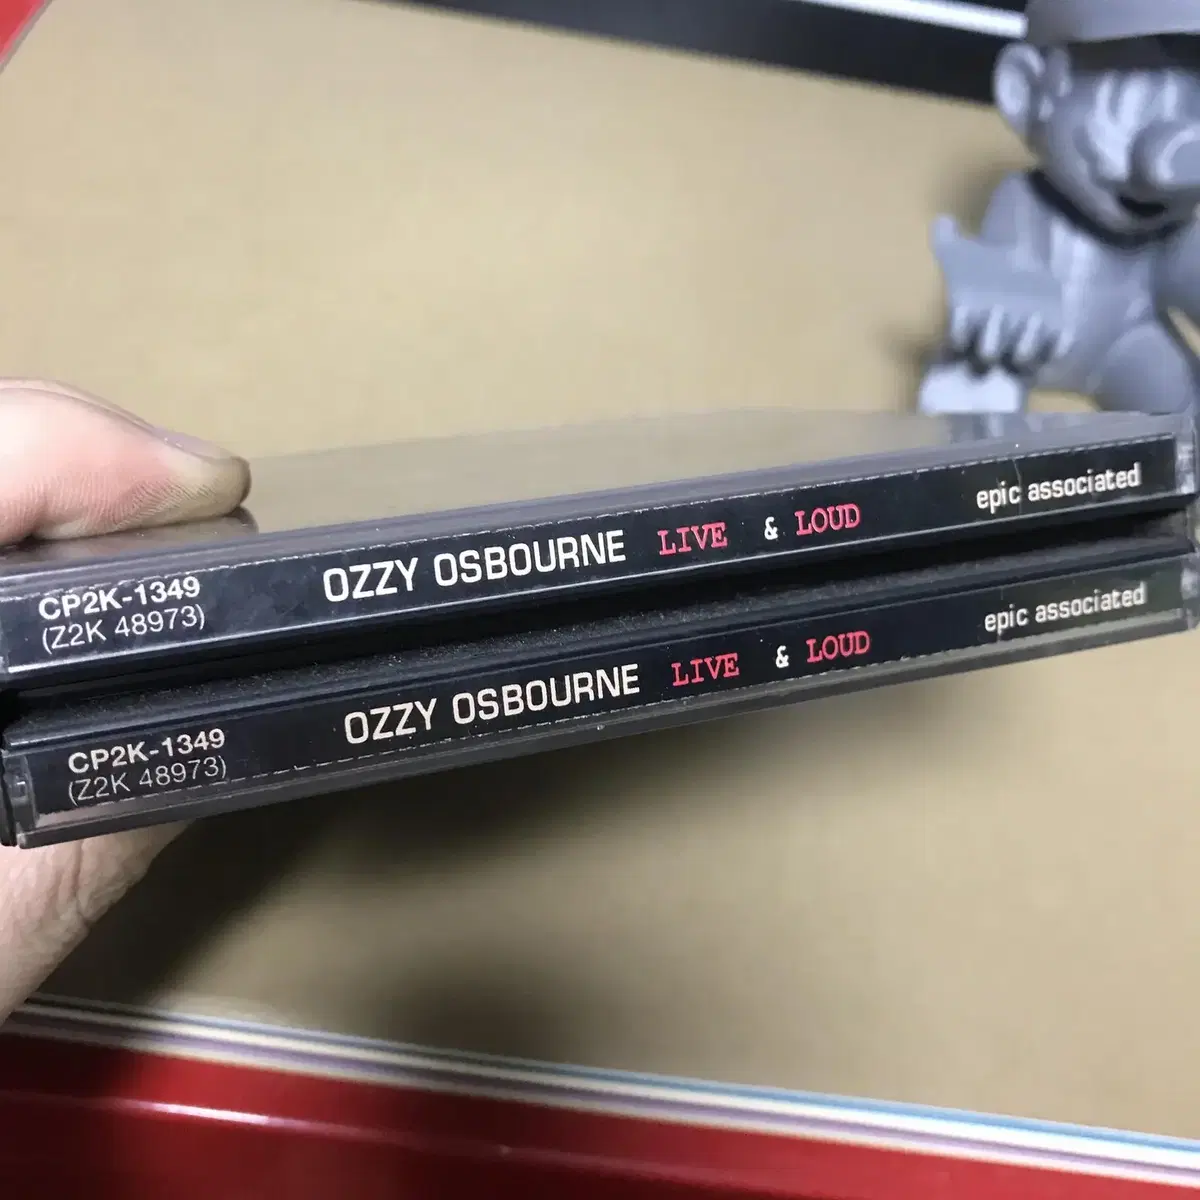 CP2K-1349
(Z2K 48973)
OZZY OSBOURNE LIVE & LOUD
epic associated
CP2K-1349
(Z2K 48973)
OZZY OSBOURNE LIVE & LOUD
epic associated